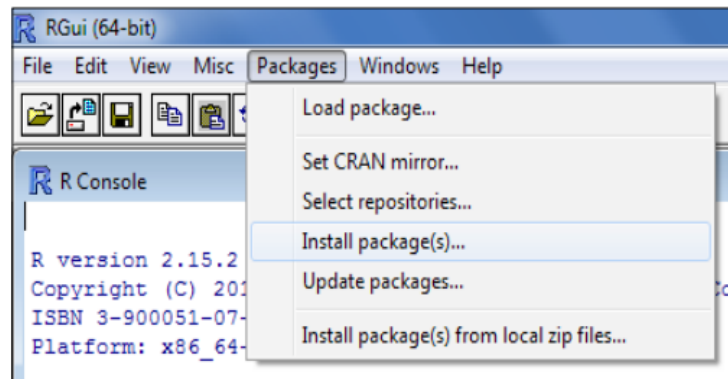 RGui (64-bit)
File Edit View Misc Packages Windows Help
Load package...
Set CRAN mirror...
Select repositories...
Install package(s)...
Update packages...
Install package(s) from local zip files...
R Console
R version 2.15.2
Copyright (C) 201
ISBN 3-900051-07-
Platform: x86_64-